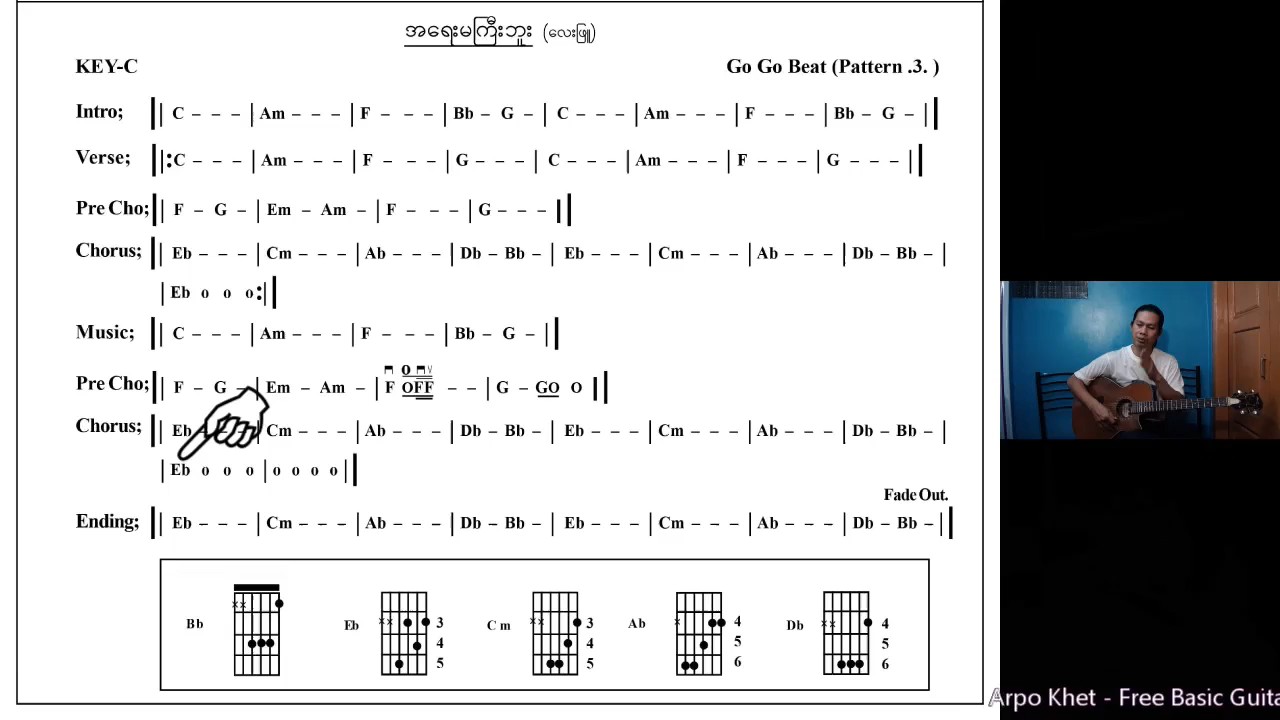 အရေးမကြီးဘူး (လေးဖြူ)
KEY-C Go Go Beat (Pattern .3. )
Intro; || C – – – | Am – – – | F – – – | Bb – G – | C – – – | Am – – – | F – – – | Bb – G – ||
Verse; ||:C – – – | Am – – – | F – – – | G – – – | C – – – | Am – – – | F – – – | G – – – ||
Pre Cho; || F – G – | Em – Am – | F – – – | G – – – ||
Chorus; || Eb – – – | Cm – – – | Ab – – – | Db – Bb – | Eb – – – | Cm – – – | Ab – – – | Db – Bb – |
| Eb o o o :||
Music; || C – – – | Am – – – | F – – – | Bb – G – ||
Pre Cho; || F – G – | Em – Am – | F OFF – – | G – GO O ||
Chorus; || Eb – – – | Cm – – – | Ab – – – | Db – Bb – | Eb – – – | Cm – – – | Ab – – – | Db – Bb – |
| Eb o o o | o o o o ||
Fade Out.
Ending; || Eb – – – | Cm – – – | Ab – – – | Db – Bb – | Eb – – – | Cm – – – | Ab – – – | Db – Bb – ||
Bb Eb 3 4 5 Cm 3 4 5 Ab 4 5 6 Db 4 5 6
Arpo Khet - Free Basic Guita